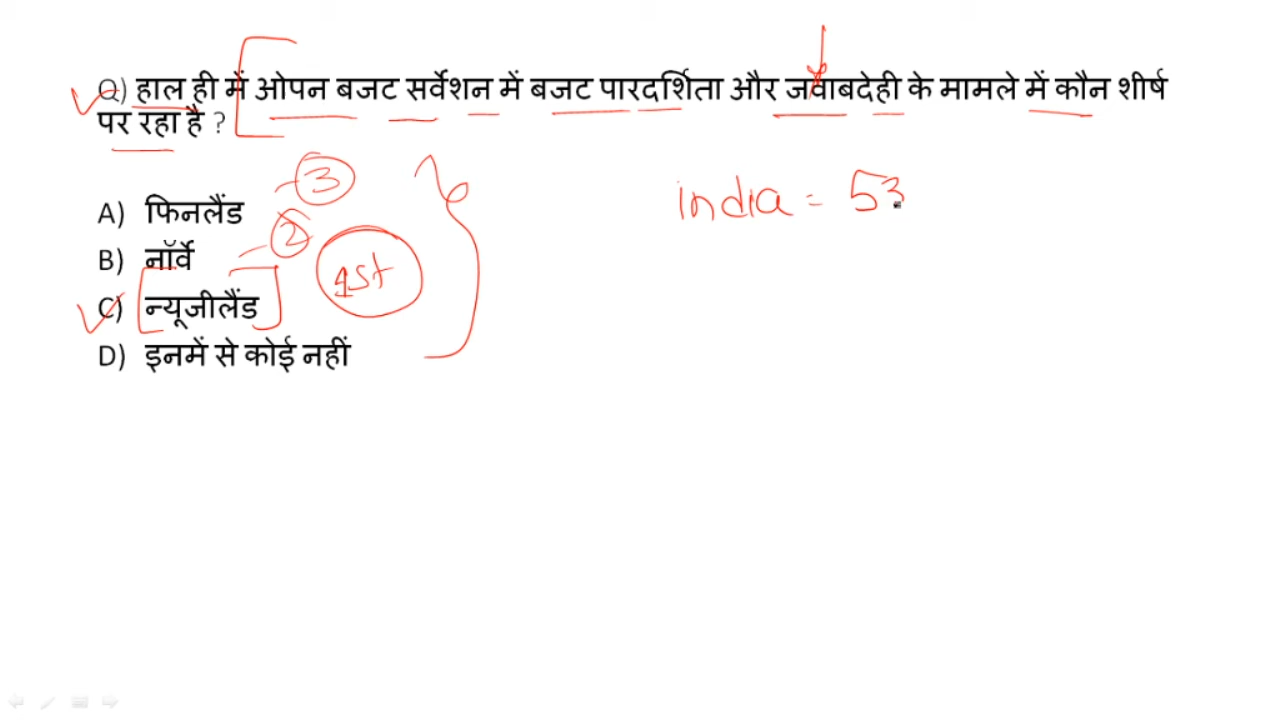 Q) हाल ही में ओपन बजट सर्वेशन में बजट पारदर्शिता और जवाबदेही के मामले में कौन शीर्ष
पर रहा है ?
A) फिनलैंड
3
B) नॉर्वे
2
C) न्यूजीलैंड
1st
D) इनमें से कोई नहीं
india = 53